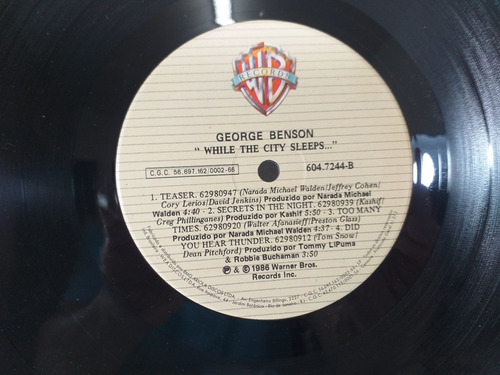 WB
RECORDS
GEORGE BENSON
" WHILE THE CITY SLEEPS..."
C.G.C. 56.697.162/0002-66
604.7244-B
1. TEASER. 62980947 (Narada Michael Walden/Jeffrey Cohen/
Cory Lerios/David Jenkins) Produzido por Narada Michael
Walden 4:40 - 2. SECRETS IN THE NIGHT. 62980939 (Kashif/
Greg Phillinganes) Produzido por Kashif 5:50 - 3. TOO MANY
TIMES. 62980920 (Walter Afanasieff/Preston Glass)
Produzido por Narada Michael Walden 4:37 - 4. DID
YOU HEAR THUNDER. 62980912 (Tom Snow/
Dean Pitchford) Produzido por Tommy LiPuma
& Robbie Buchaman 3:50
℗ & © 1986 Warner Bros.
Records Inc.